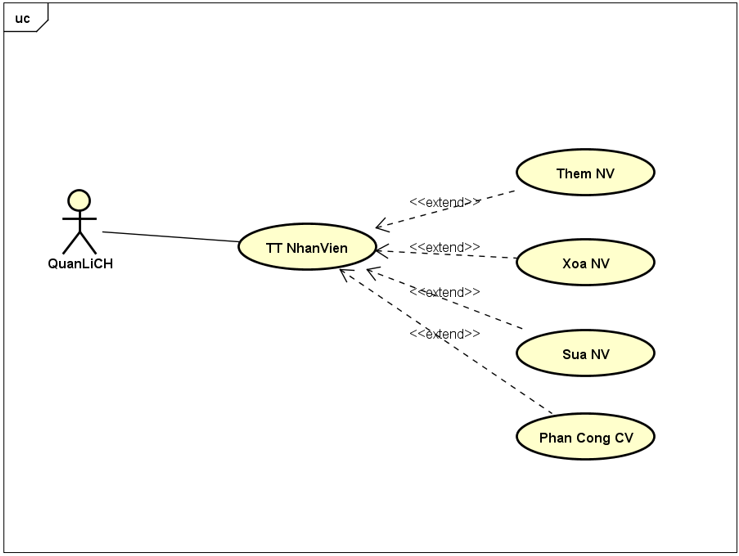 uc
Them NV
<<extend>>
QuanLiCH
TT NhanVien
<<extend>>
Xoa NV
<<extend>>
<<extend>>
Sua NV
Phan Cong CV